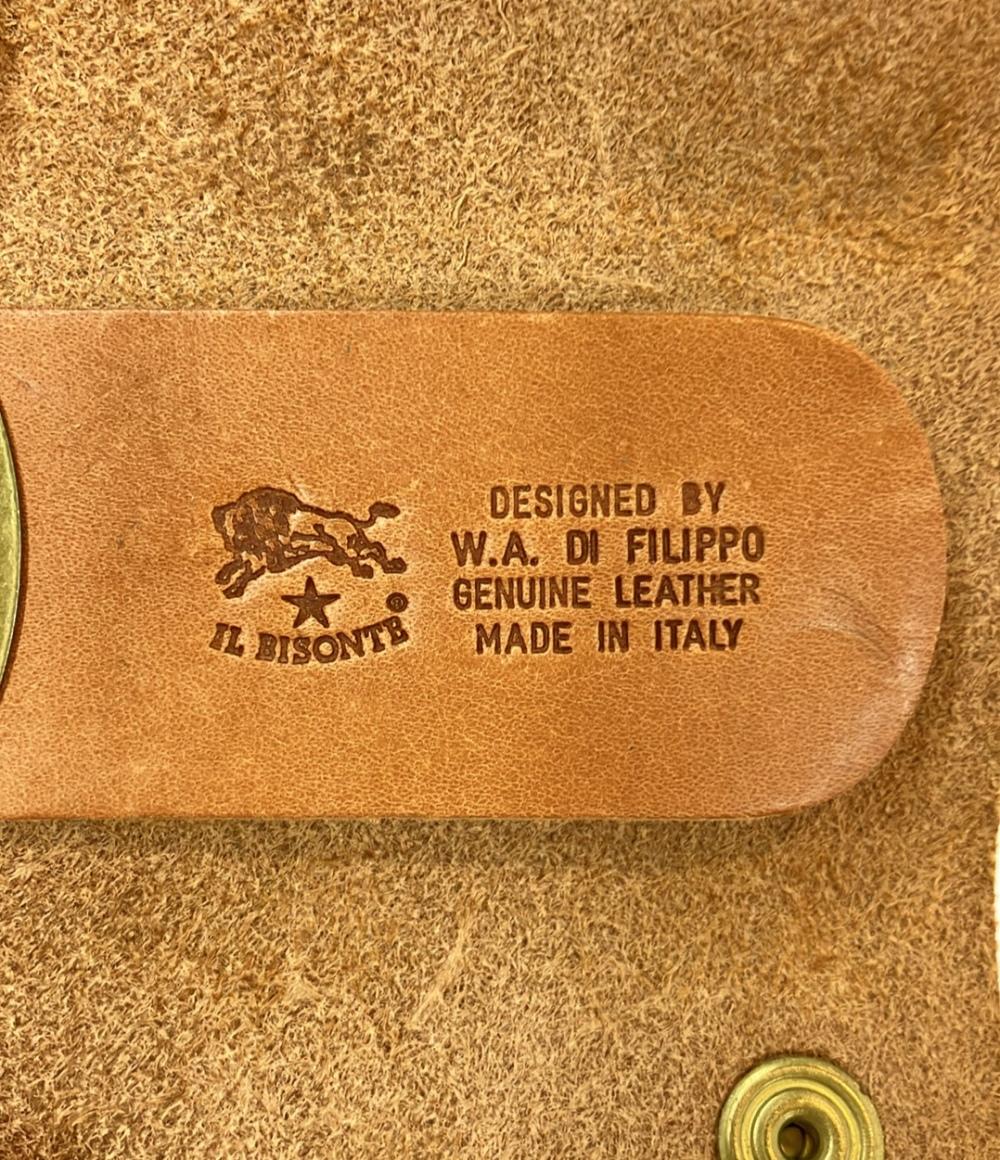 IL BISONTE®
DESIGNED BY
W.A. DI FILIPPO
GENUINE LEATHER
MADE IN ITALY